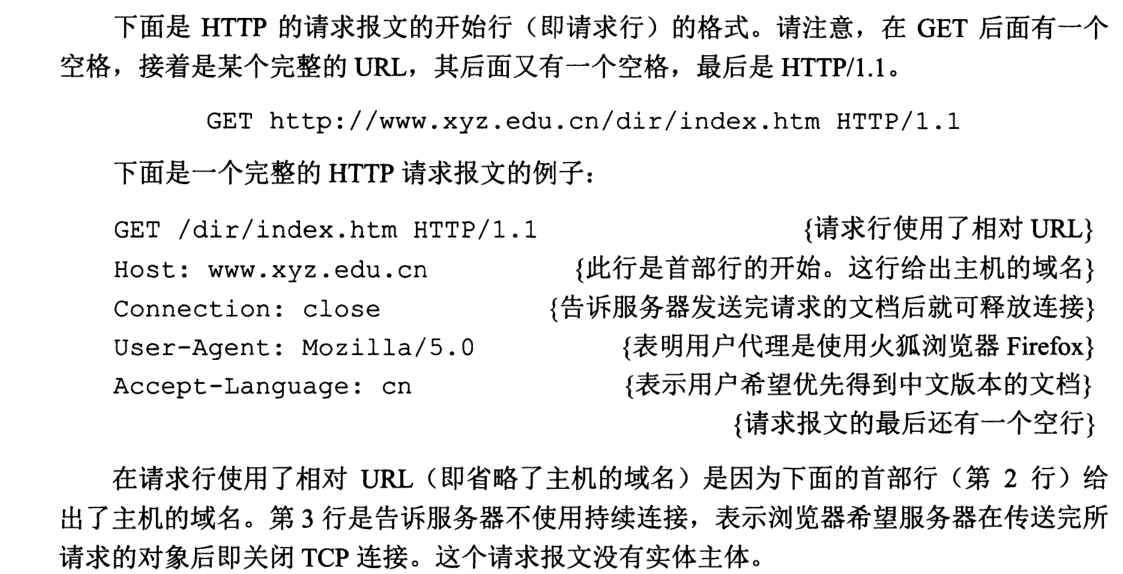 下面是 HTTP 的请求报文的开始行（即请求行）的格式。请注意，在 GET 后面有一个
空格，接着是某个完整的 URL，其后面又有一个空格，最后是 HTTP/1.1。
GET http://www.xyz.edu.cn/dir/index.htm HTTP/1.1
下面是一个完整的 HTTP 请求报文的例子：
GET /dir/index.htm HTTP/1.1 {请求行使用了相对 URL}
Host: www.xyz.edu.cn {此行是首部行的开始。这行给出主机的域名}
Connection: close {告诉服务器发送完请求的文档后就可释放连接}
User-Agent: Mozilla/5.0 {表明用户代理是使用火狐浏览器 Firefox}
Accept-Language: cn {表示用户希望优先得到中文版本的文档}
{请求报文的最后还有一个空行}
在请求行使用了相对 URL（即省略了主机的域名）是因为下面的首部行（第 2 行）给
出了主机的域名。第 3 行是告诉服务器不使用持续连接，表示浏览器希望服务器在传送完所
请求的对象后即关闭 TCP 连接。这个请求报文没有实体主体。